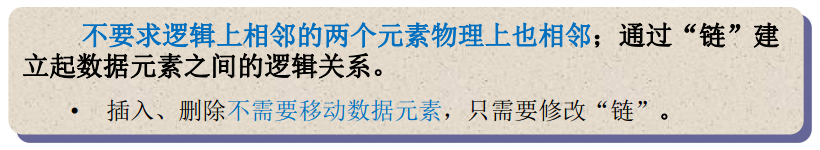 不要求逻辑上相邻的两个元素物理上也相邻；通过“链”建
立起数据元素之间的逻辑关系。
• 插入、删除不需要移动数据元素，只需要修改“链”。